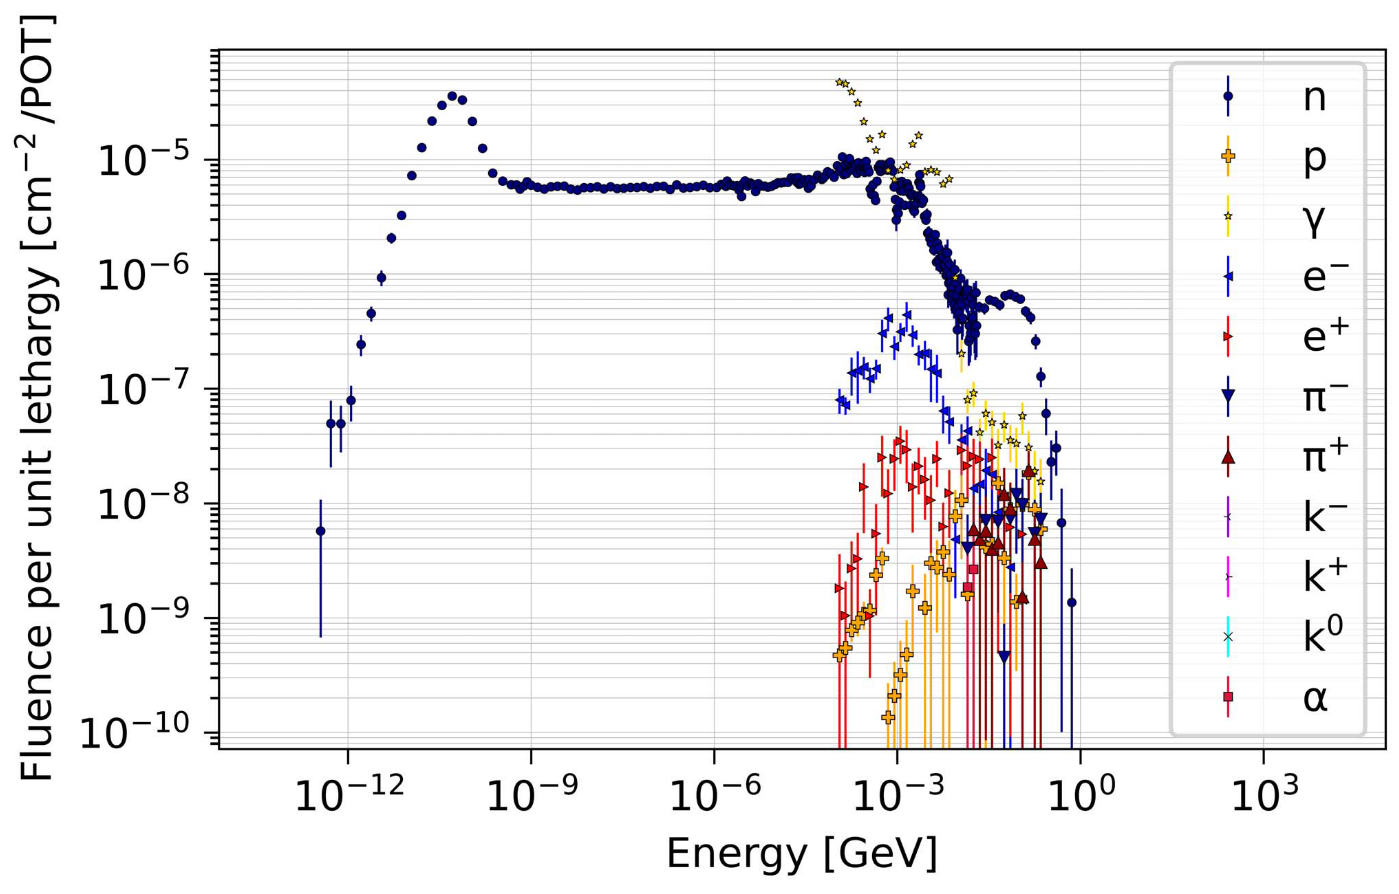 Fluence per unit lethargy [cm⁻² /POT]
10⁻⁵
10⁻⁶
10⁻⁷
10⁻⁸
10⁻⁹
10⁻¹⁰
10⁻¹² 10⁻⁹ 10⁻⁶ 10⁻³ 10⁰ 10³
Energy [GeV]
n
p
γ
e⁻
e⁺
π⁻
π⁺
k⁻
k⁺
k⁰
α